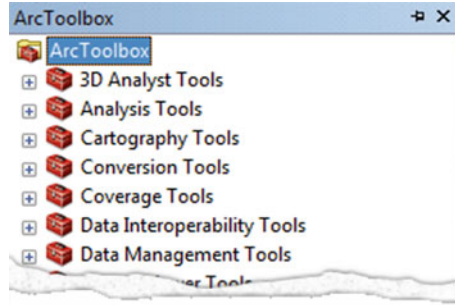 ArcToolbox
ArcToolbox
3D Analyst Tools
Analysis Tools
Cartography Tools
Conversion Tools
Coverage Tools
Data Interoperability Tools
Data Management Tools
Tools